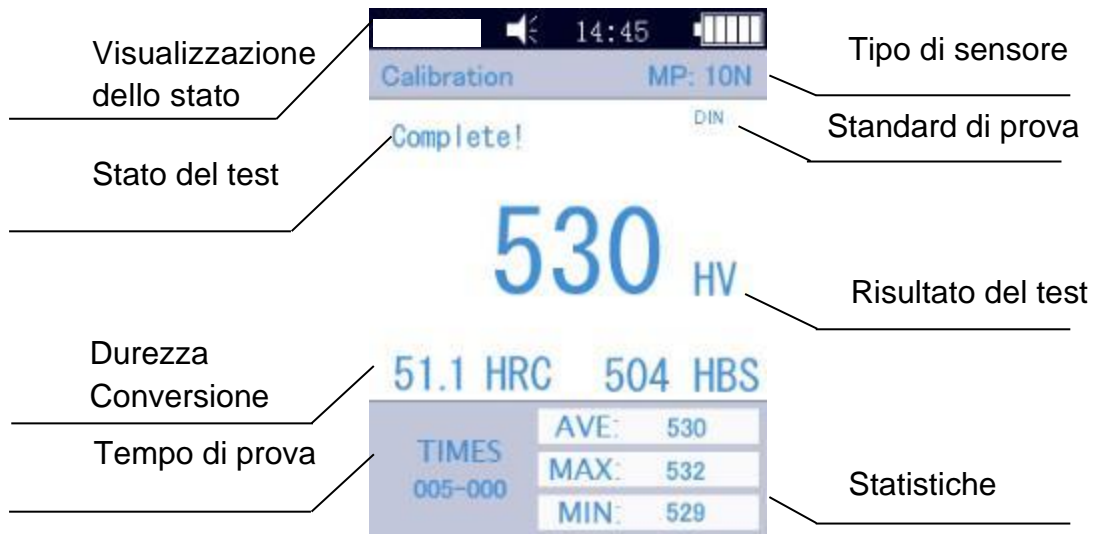 Visualizzazione
dello stato
Stato del test
Durezza
Conversione
Tempo di prova
14:45
Calibration MP: 10N
DIN
Complete!
530 HV
51.1 HRC 504 HBS
TIMES
005-000
AVE: 530
MAX: 532
MIN: 529
Tipo di sensore
Standard di prova
Risultato del test
Statistiche